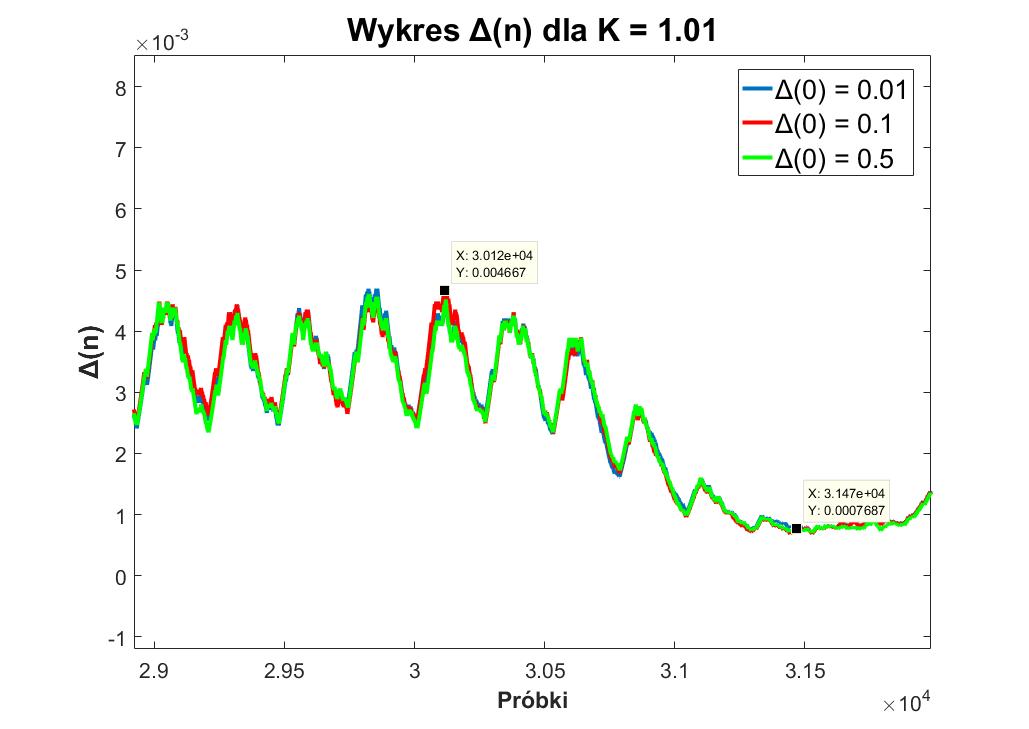 Wykres Δ(n) dla K = 1.01
×10⁻³
8
7
6
5
4
3
2
1
0
-1
Δ(n)
Δ(0) = 0.01
Δ(0) = 0.1
Δ(0) = 0.5
X: 3.012e+04
Y: 0.004667
X: 3.147e+04
Y: 0.0007687
2.9 2.95 3 3.05 3.1 3.15
Próbki
×10⁴